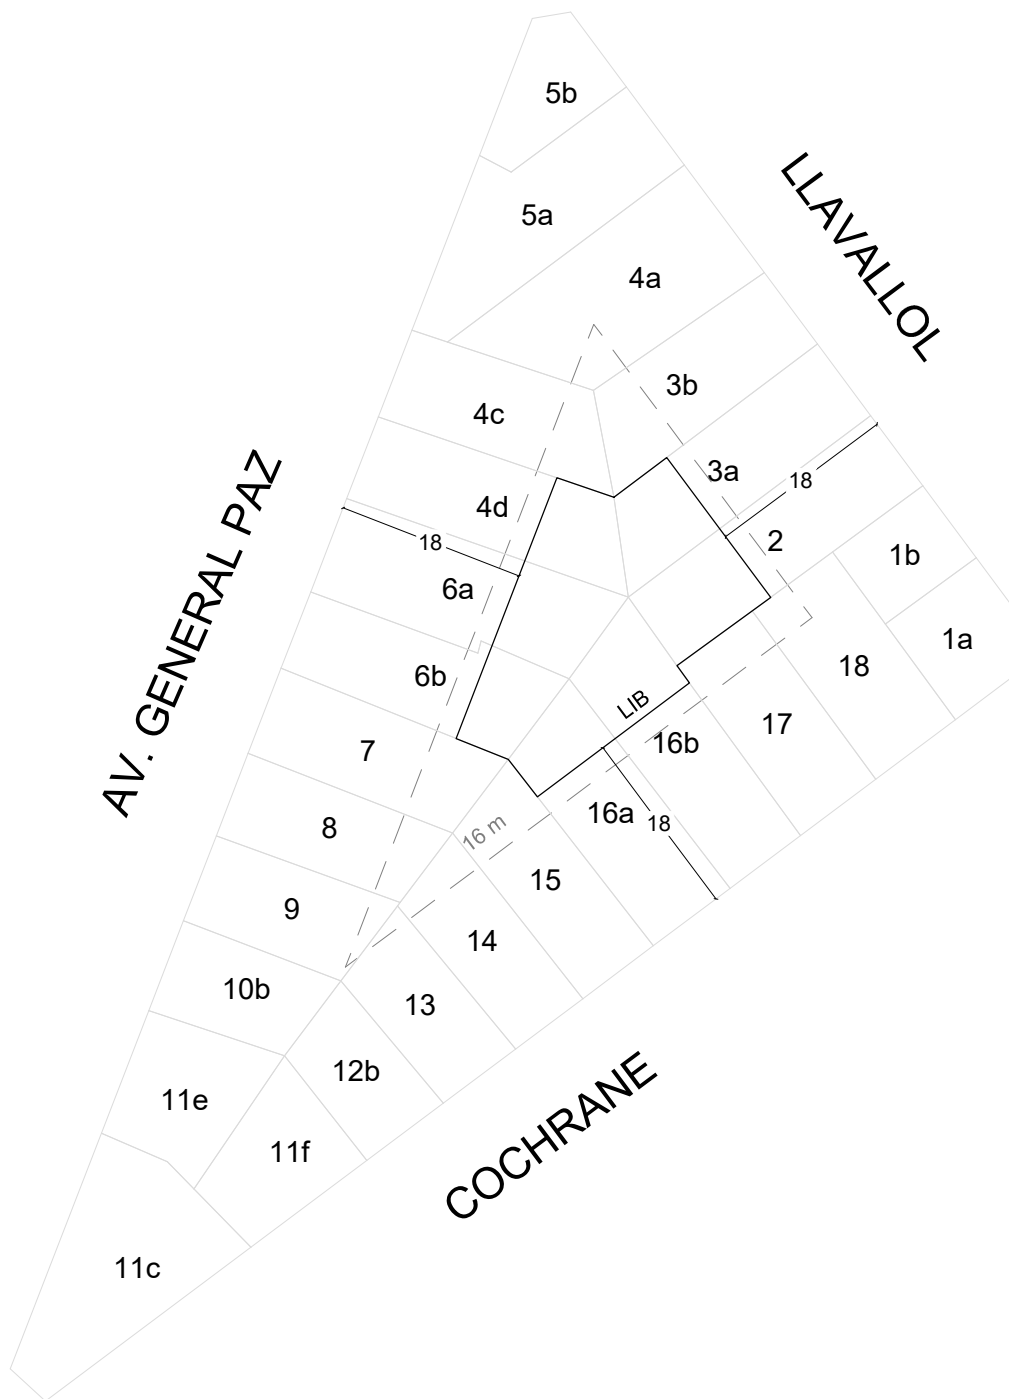 5b
5a
LLAVALLOL
4a
3b
4c
3a
18
4d
AV. GENERAL PAZ
18
2
1b
6a
1a
18
6b
LIB
17
16b
7
16a
18
8
16 m
15
9
14
10b
13
12b
11e
COCHRANE
11f
11c